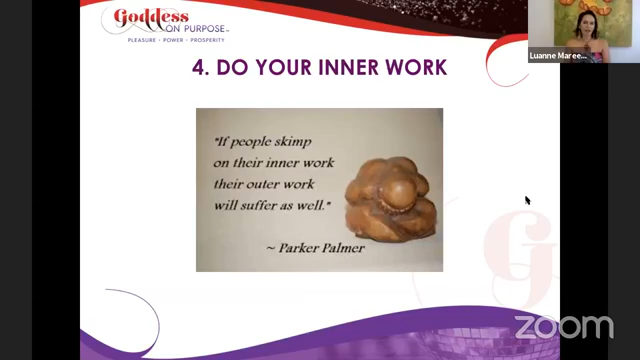 Goddess
ON PURPOSE™
PLEASURE • POWER • PROSPERITY
Luanne Maree...
4. DO YOUR INNER WORK
"If people skimp
on their inner work
their outer work
will suffer as well."
~ Parker Palmer
G
zoom